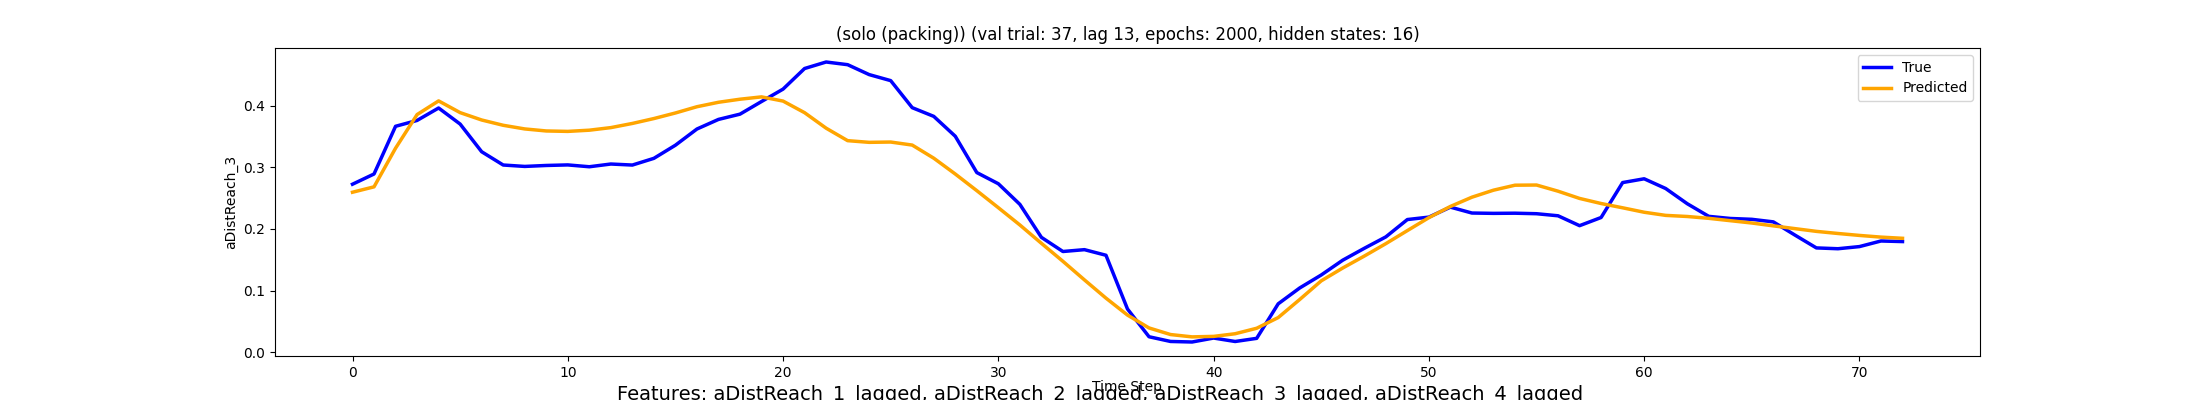 (solo (packing)) (val trial: 37, lag 13, epochs: 2000, hidden states: 16)
True
Predicted
aDistReach_3
0.4
0.3
0.2
0.1
0.0
0 10 20 30 40 50 60 70
Time Step
Features: aDistReach_1_lagged, aDistReach_2_lagged, aDistReach_3_lagged, aDistReach_4_lagged